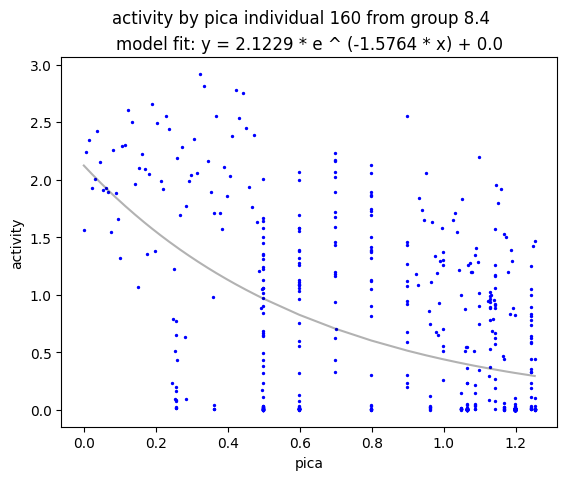 activity by pica individual 160 from group 8.4
model fit: y = 2.1229 * e ^ (-1.5764 * x) + 0.0
3.0
2.5
2.0
1.5
1.0
0.5
0.0
activity
0.0 0.2 0.4 0.6 0.8 1.0 1.2
pica